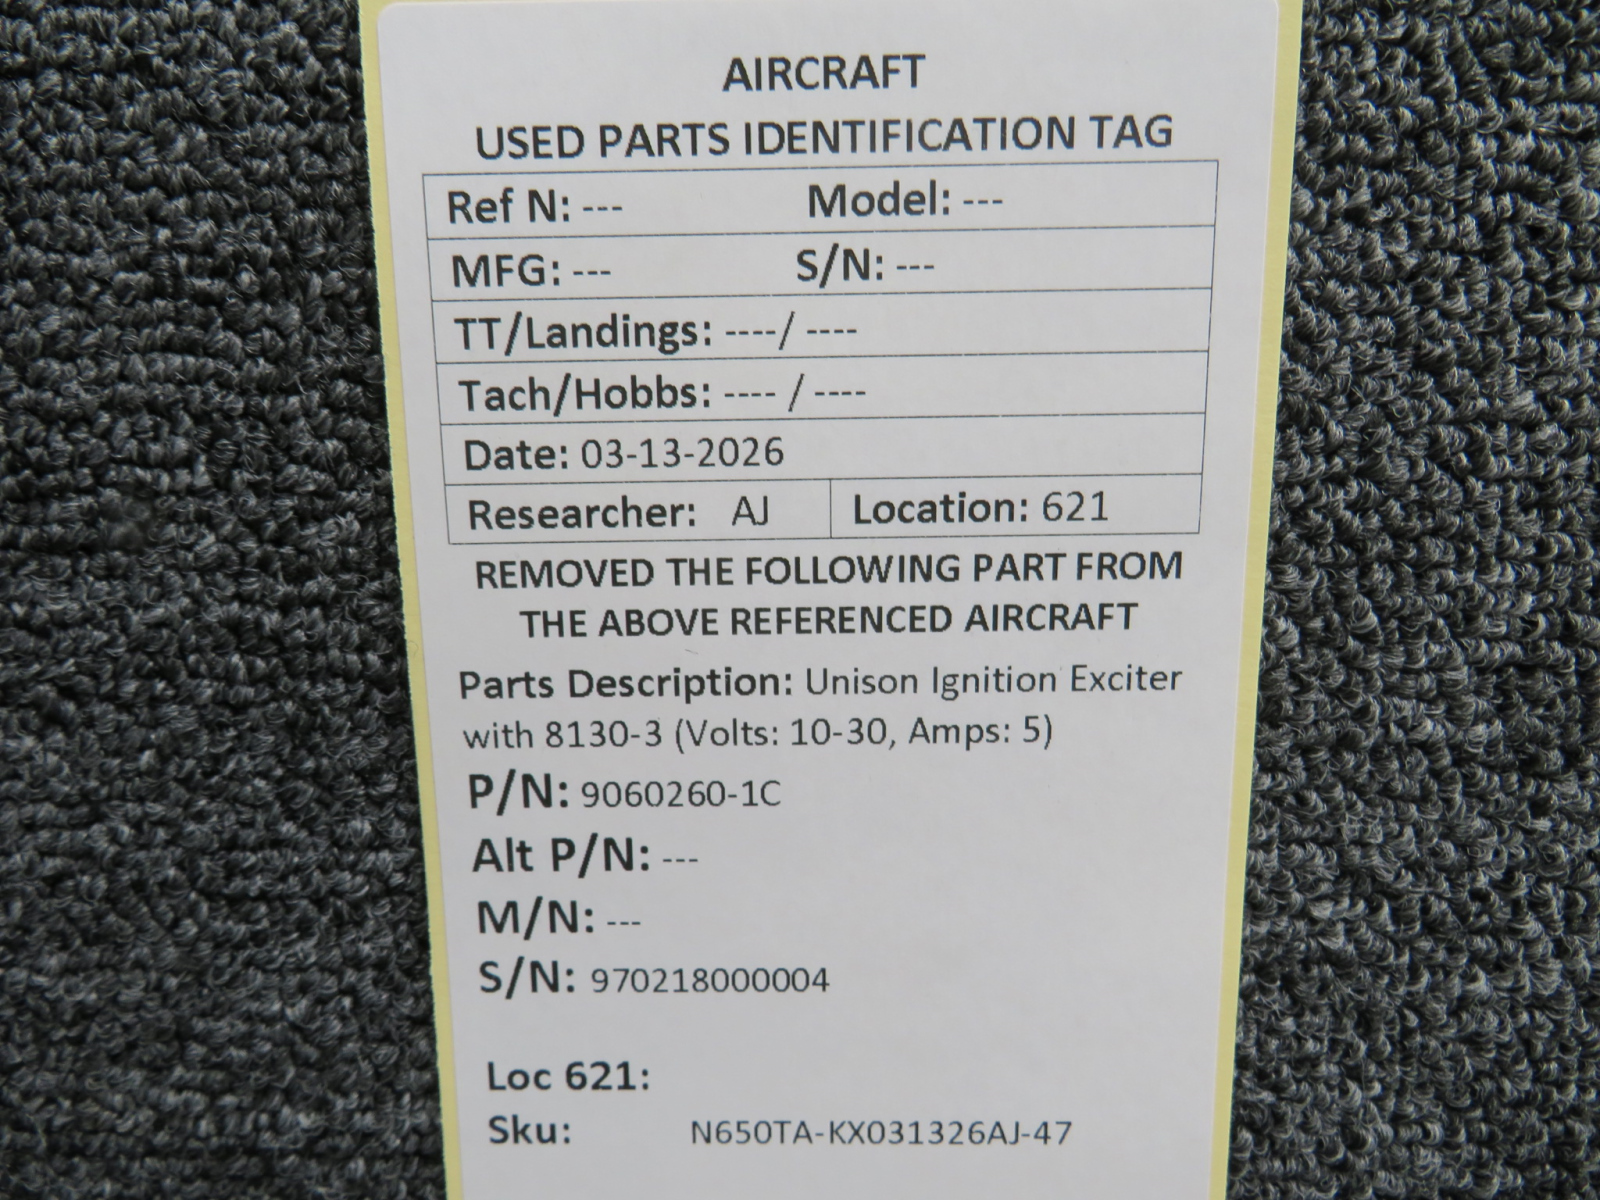 AIRCRAFT
USED PARTS IDENTIFICATION TAG
Ref N: --- Model: ---
MFG: --- S/N: ---
TT/Landings: ----/ ----
Tach/Hobbs: ---- / ----
Date: 03-13-2026
Researcher: AJ Location: 621
REMOVED THE FOLLOWING PART FROM
THE ABOVE REFERENCED AIRCRAFT
Parts Description: Unison Ignition Exciter
with 8130-3 (Volts: 10-30, Amps: 5)
P/N: 9060260-1C
Alt P/N: ---
M/N: ---
S/N: 970218000004
Loc 621:
Sku: N650TA-KX031326AJ-47